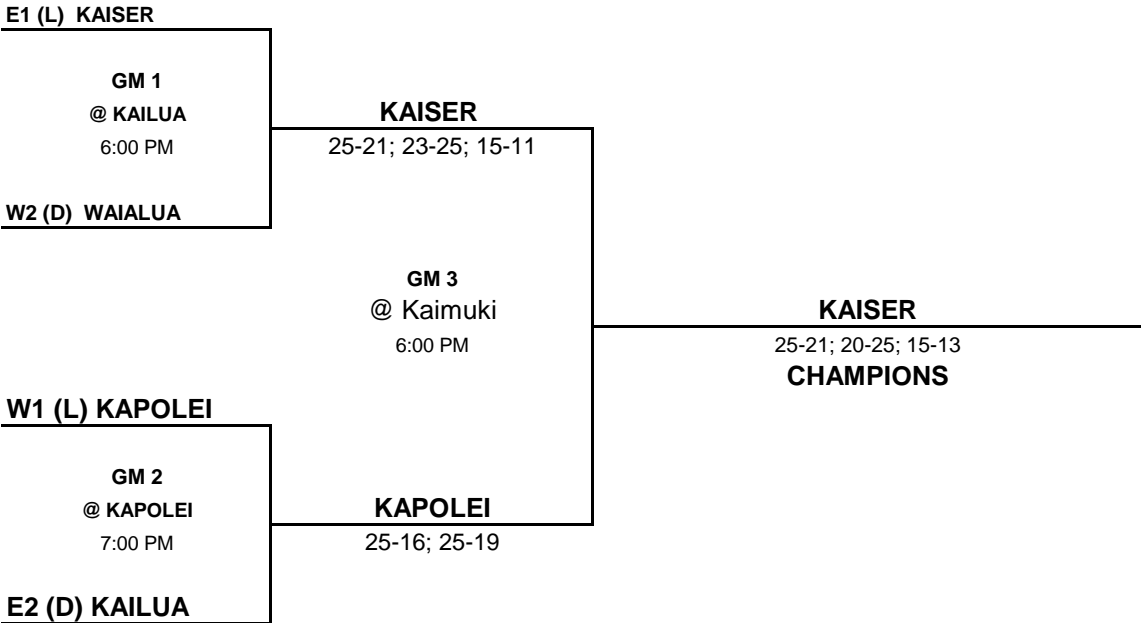 E1 (L) KAISER
GM 1
@ KAILUA
6:00 PM
KAISER
25-21; 23-25; 15-11
W2 (D) WAIALUA
GM 3
@ Kaimuki
6:00 PM
KAISER
25-21; 20-25; 15-13
CHAMPIONS
W1 (L) KAPOLEI
GM 2
@ KAPOLEI
7:00 PM
KAPOLEI
25-16; 25-19
E2 (D) KAILUA